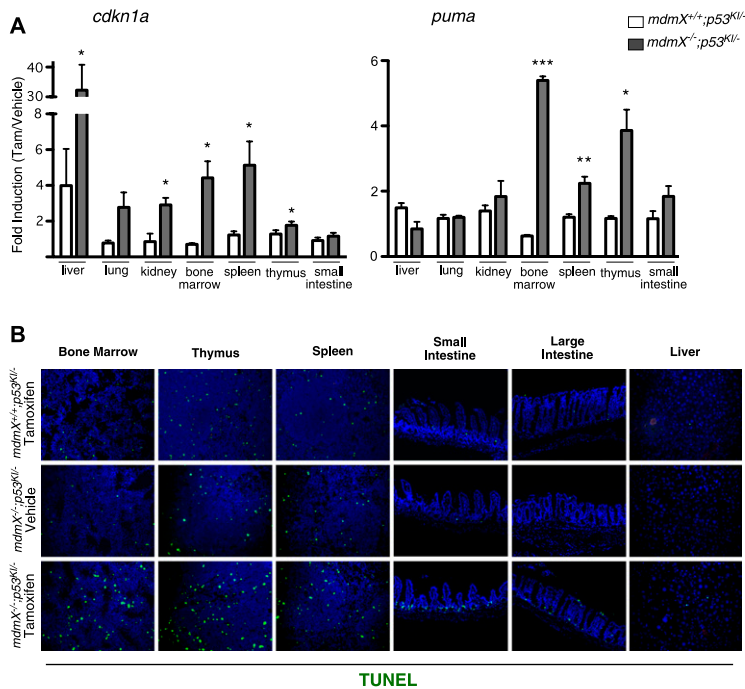 A
cdkn1a
puma
mdmX+/+;p53KI/-
mdmX-/-;p53KI/-
Fold Induction (Tam/Vehicle)
40
30
8
6
4
2
liver
lung
kidney
bone
marrow
spleen
thymus
small
intestine
*
*
*
*
*
6
4
2
0
liver
lung
kidney
bone
marrow
spleen
thymus
small
intestine
***
**
*
B
Bone Marrow
Thymus
Spleen
Small
Intestine
Large
Intestine
Liver
mdmX+/+;p53KI/-
Tamoxifen
mdmX-/-;p53KI/-
Vehicle
mdmX-/-;p53KI/-
Tamoxifen
TUNEL